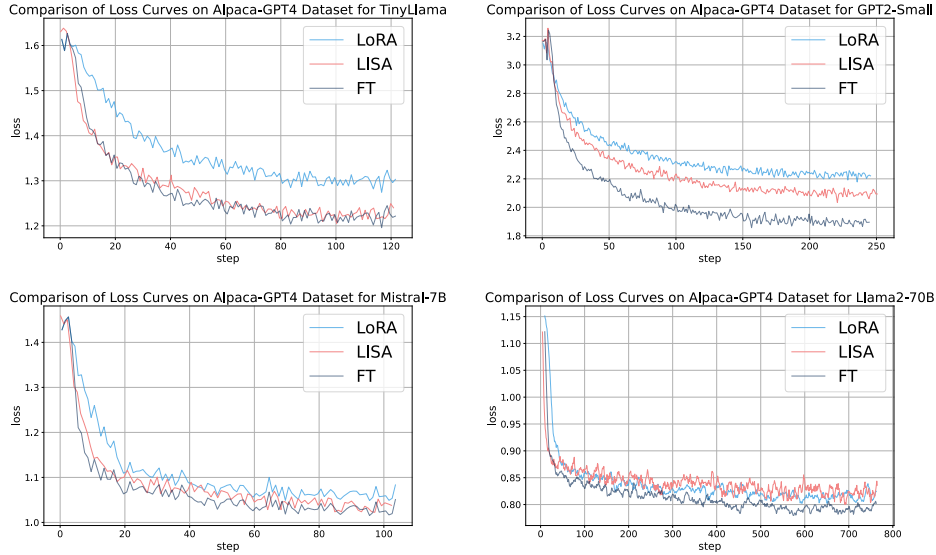 Comparison of Loss Curves on Alpaca-GPT4 Dataset for TinyLlama
1.6
1.5
1.4
1.3
1.2
loss
0
20
40
60
80
100
120
step
LoRA
LISA
FT
Comparison of Loss Curves on Alpaca-GPT4 Dataset for GPT2-Small
3.2
3.0
2.8
2.6
2.4
2.2
2.0
1.8
loss
0
50
100
150
200
250
step
LoRA
LISA
FT
Comparison of Loss Curves on Alpaca-GPT4 Dataset for Mistral-7B
1.4
1.3
1.2
1.1
1.0
loss
0
20
40
60
80
100
step
LoRA
LISA
FT
Comparison of Loss Curves on Alpaca-GPT4 Dataset for Llama2-70B
1.15
1.10
1.05
1.00
0.95
0.90
0.85
0.80
loss
0
100
200
300
400
500
600
700
800
step
LoRA
LISA
FT